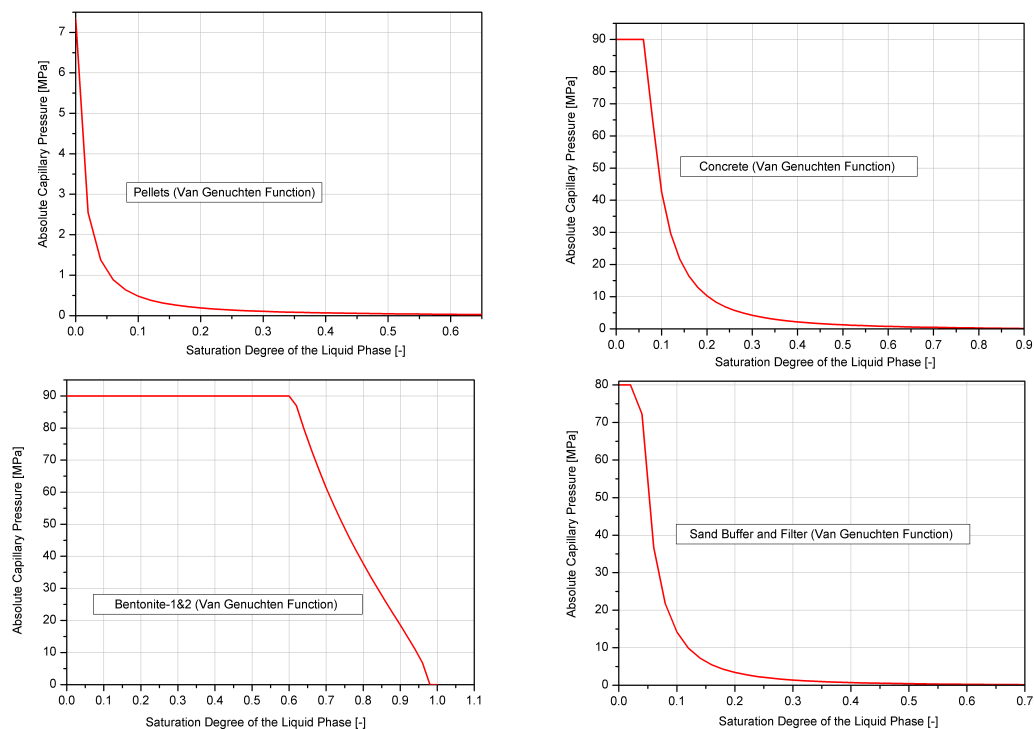 Absolute Capillary Pressure [MPa]
7
6
5
4
3
2
1
0
Pellets (Van Genuchten Function)
0.0 0.1 0.2 0.3 0.4 0.5 0.6
Saturation Degree of the Liquid Phase [-]
Absolute Capillary Pressure [MPa]
90
80
70
60
50
40
30
20
10
0
Concrete (Van Genuchten Function)
0.0 0.1 0.2 0.3 0.4 0.5 0.6 0.7 0.8 0.9
Saturation Degree of the Liquid Phase [-]
Absolute Capillary Pressure [MPa]
90
80
70
60
50
40
30
20
10
0
Bentonite-1&2 (Van Genuchten Function)
0.0 0.1 0.2 0.3 0.4 0.5 0.6 0.7 0.8 0.9 1.0 1.1
Saturation Degree of the Liquid Phase [-]
Absolute Capillary Pressure [MPa]
80
70
60
50
40
30
20
10
0
Sand Buffer and Filter (Van Genuchten Function)
0.0 0.1 0.2 0.3 0.4 0.5 0.6 0.7
Saturation Degree of the Liquid Phase [-]